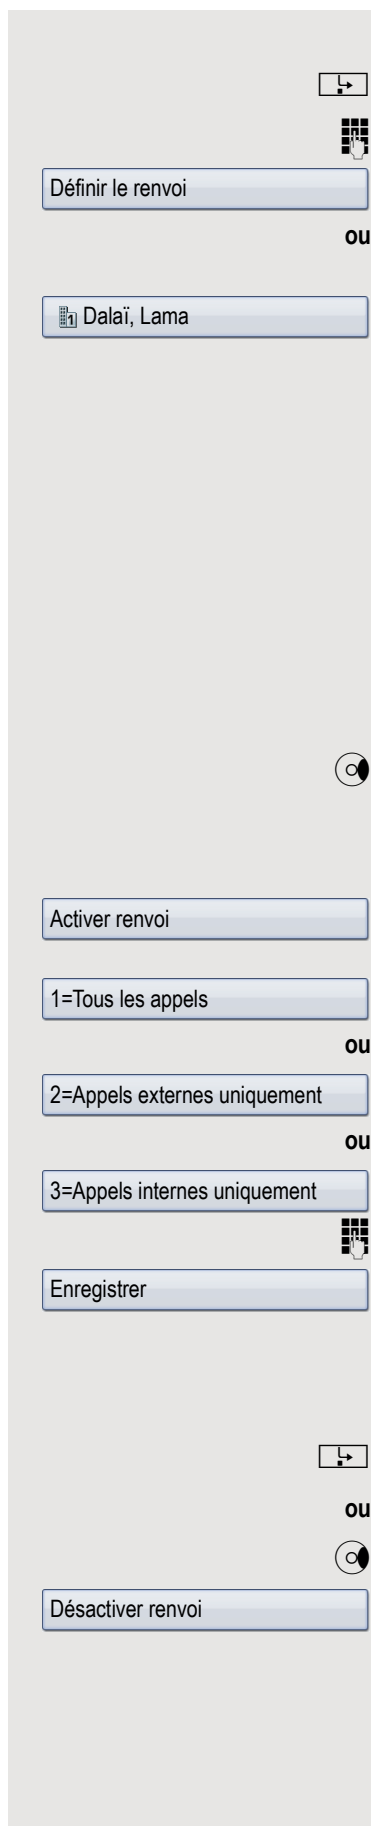 Définir le renvoi
ou
1 Dalaï, Lama
Activer renvoi
1=Tous les appels
ou
2=Appels externes uniquement
ou
3=Appels internes uniquement
Enregistrer
ou
Désactiver renvoi